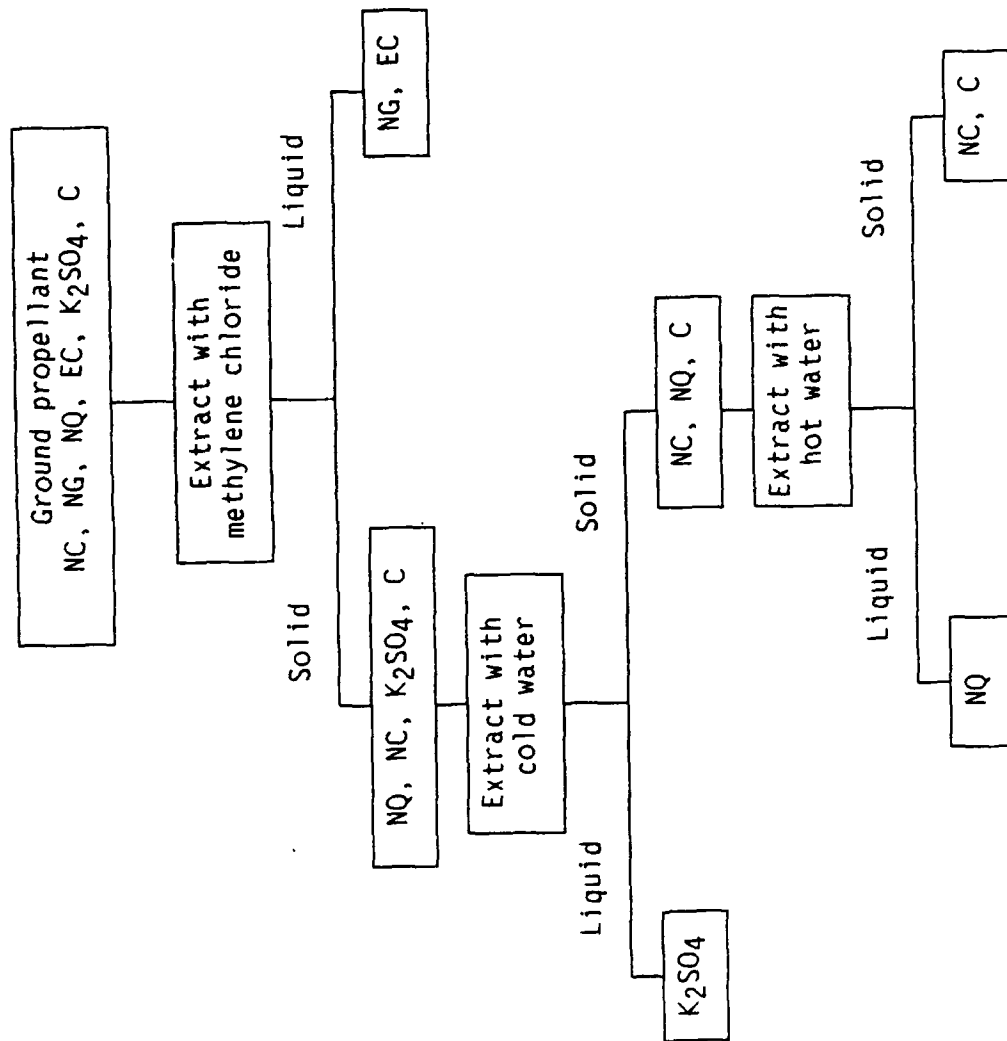 Ground propellant
NC, NG, NQ, EC, K₂SO₄, C
Extract with
methylene chloride
Solid
Liquid
NQ, NC, K₂SO₄, C
NG, EC
Extract with
cold water
Liquid
Solid
K₂SO₄
NC, NQ, C
Extract with
hot water
Liquid
Solid
NQ
NC, C